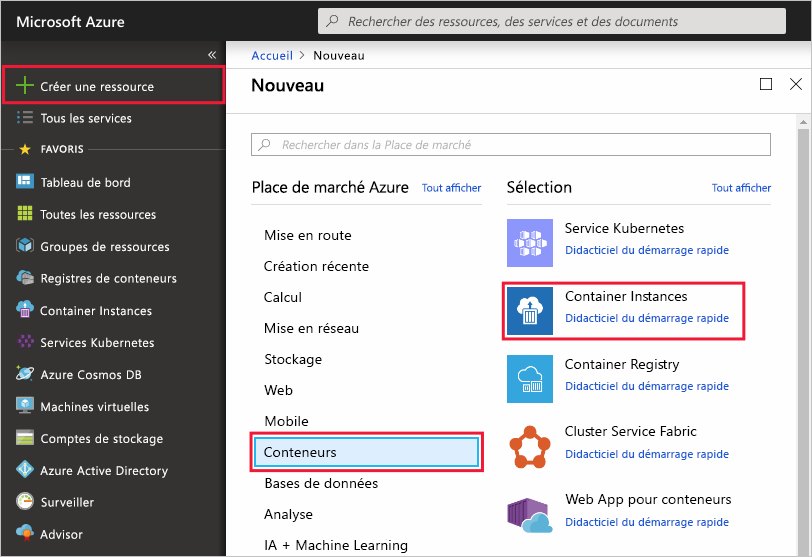 Microsoft Azure
Rechercher des ressources, des services et des documents
«
Créer une ressource
Tous les services
FAVORIS
Tableau de bord
Toutes les ressources
Groupes de ressources
Registres de conteneurs
Container Instances
Services Kubernetes
Azure Cosmos DB
Machines virtuelles
Comptes de stockage
Azure Active Directory
Surveiller
Advisor
Accueil > Nouveau
Nouveau
Rechercher dans la Place de marché
Place de marché Azure Tout afficher
Mise en route
Création récente
Calcul
Mise en réseau
Stockage
Web
Mobile
Conteneurs
Bases de données
Analyse
IA + Machine Learning
Sélection Tout afficher
Service Kubernetes
Didacticiel du démarrage rapide
Container Instances
Didacticiel du démarrage rapide
Container Registry
Didacticiel du démarrage rapide
Cluster Service Fabric
Didacticiel du démarrage rapide
Web App pour conteneurs
Didacticiel du démarrage rapide